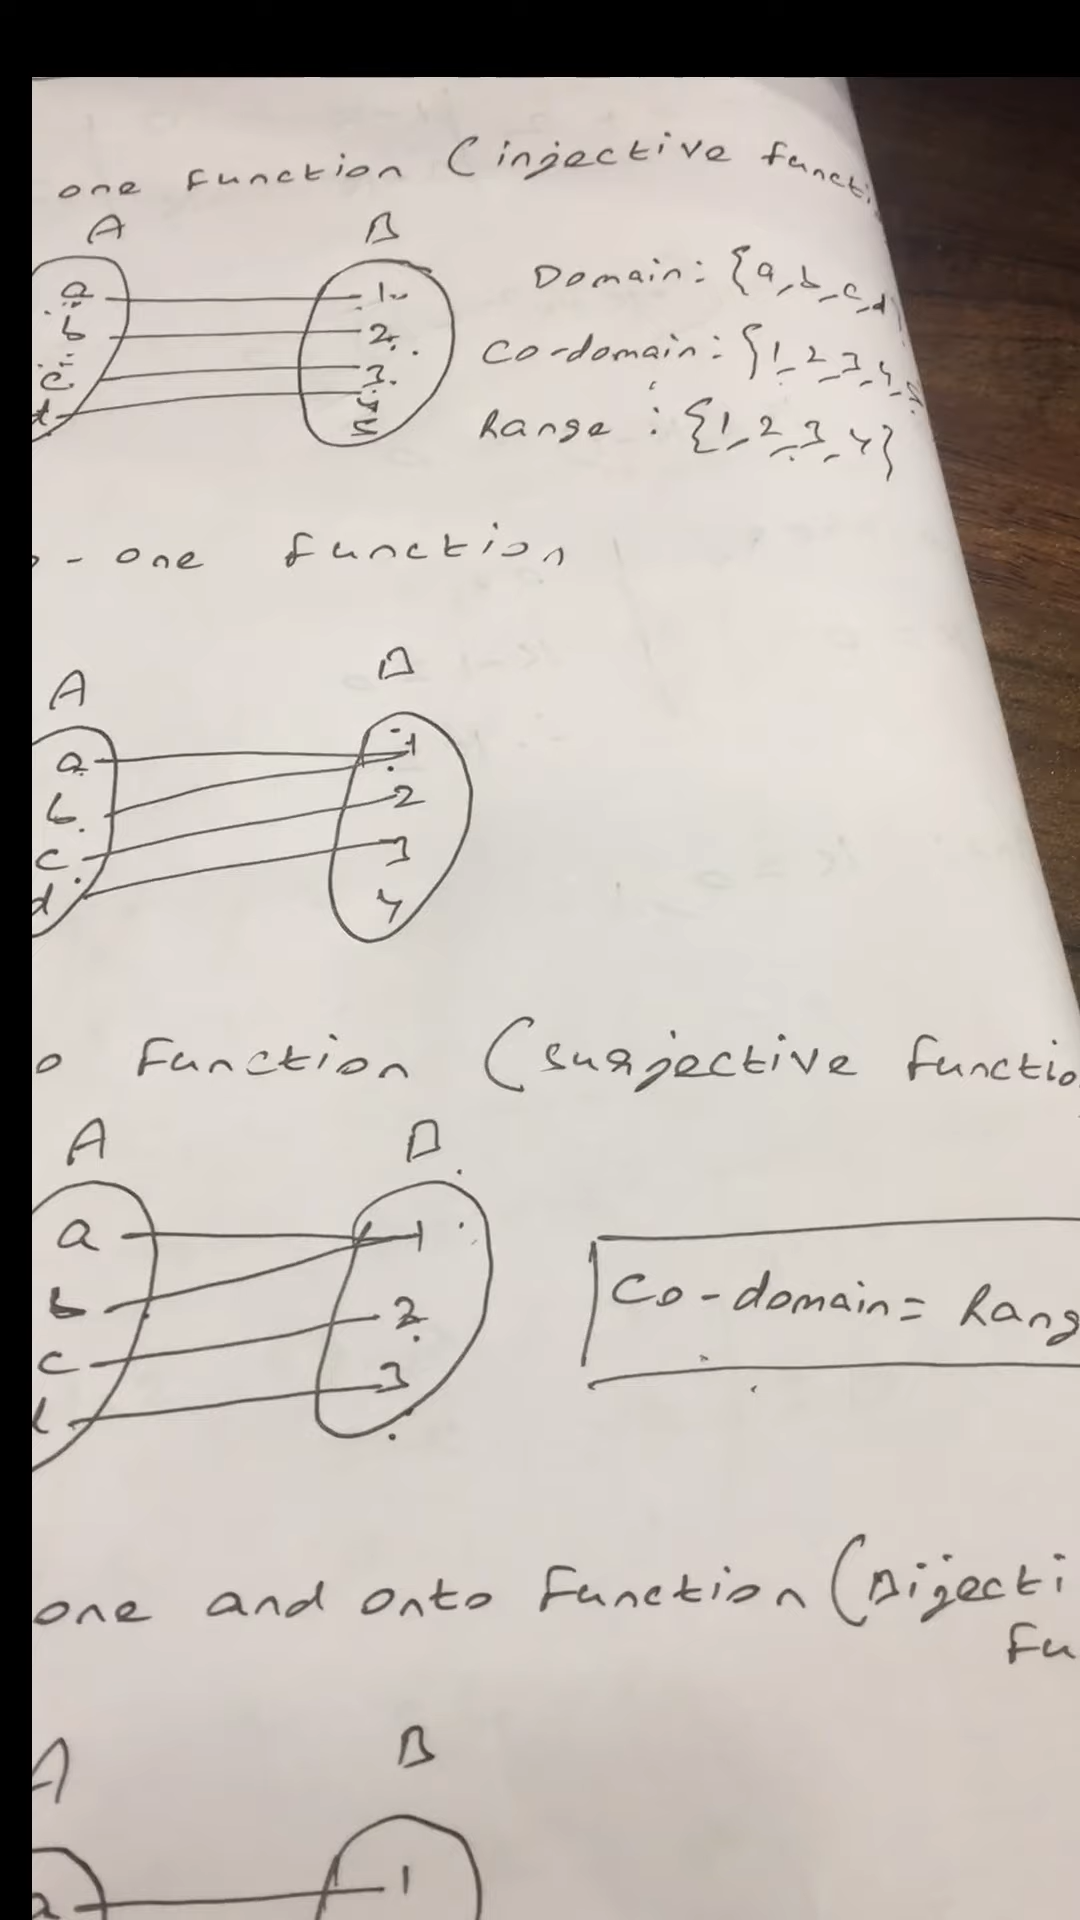 one function (injective functi
A B
a 1
b 2
c 3
d 4
5
Domain: {a, b, c, d}
Co-domain: {1, 2, 3, 4, 5
Range : {1, 2, 3, 4}
- one function
A B
a 1
b 2
c 3
d 4
o function (surjective functio
A B
a 1
b 2
c 3
Co-domain = Rang
one and onto function (Bijecti
Fu
A B
a 1